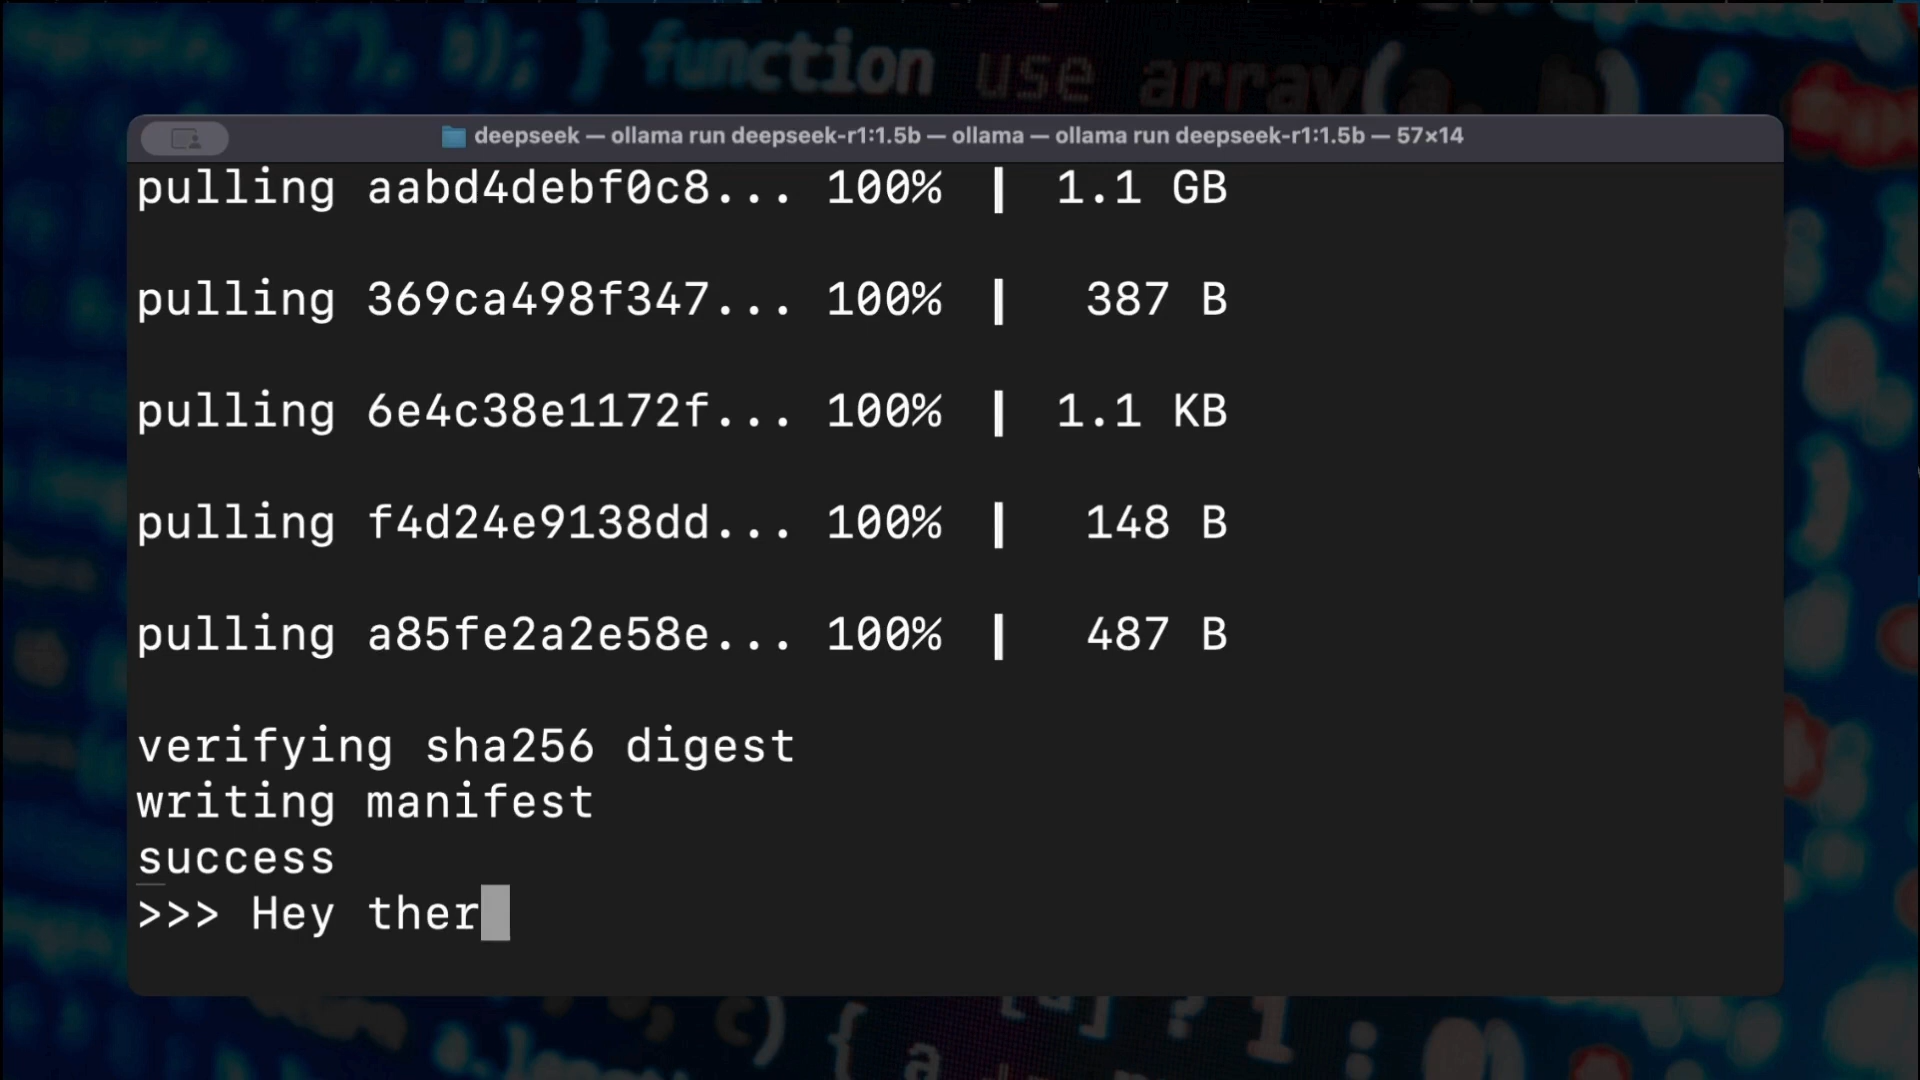 function use array(a, b)
deepseek — ollama run deepseek-r1:1.5b — ollama — ollama run deepseek-r1:1.5b — 57×14
pulling aabd4debf0c8... 100% | 1.1 GB
pulling 369ca498f347... 100% | 387 B
pulling 6e4c38e1172f... 100% | 1.1 KB
pulling f4d24e9138dd... 100% | 148 B
pulling a85fe2a2e58e... 100% | 487 B
verifying sha256 digest
writing manifest
success
>>> Hey ther